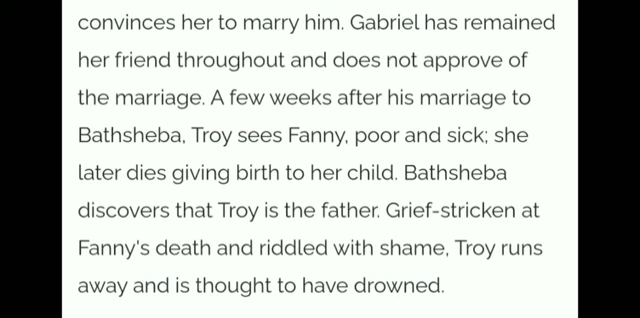 convinces her to marry him. Gabriel has remained
her friend throughout and does not approve of
the marriage. A few weeks after his marriage to
Bathsheba, Troy sees Fanny, poor and sick; she
later dies giving birth to her child. Bathsheba
discovers that Troy is the father. Grief-stricken at
Fanny's death and riddled with shame, Troy runs
away and is thought to have drowned.